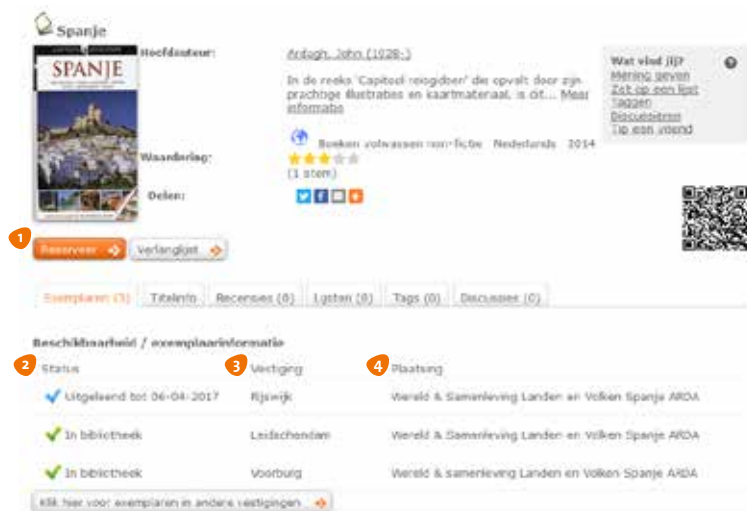 Spanje
SPANJE
Hoofdauteur: Ardagh, John (1928-)
In de reeks 'Capitool reisgidsen' die opvalt door zijn
prachtige illustraties en kaartmateriaal, is dit... Meer
informatie
Boeken volwassen non-fictie Nederlands 2014
Waardering:
(1 stem)
Delen:
Wat vind jij?
Mening geven
Zet op een lijst
Taggen
Discussiëren
Tip een vriend
1
Reserveer Verlanglijst
Exemplaren (3) Titelinfo Recensies (0) Lijsten (0) Tags (0) Discussies (0)
Beschikbaarheid / exemplaarinformatie
2 Status 3 Vestiging 4 Plaatsing
Uitgeleend tot 06-04-2017 Rijswijk Wereld & Samenleving Landen en Volken Spanje ARDA
In bibliotheek Leidschendam Wereld & Samenleving Landen en Volken Spanje ARDA
In bibliotheek Voorburg Wereld & samenleving Landen en Volken Spanje ARDA
Klik hier voor exemplaren in andere vestigingen